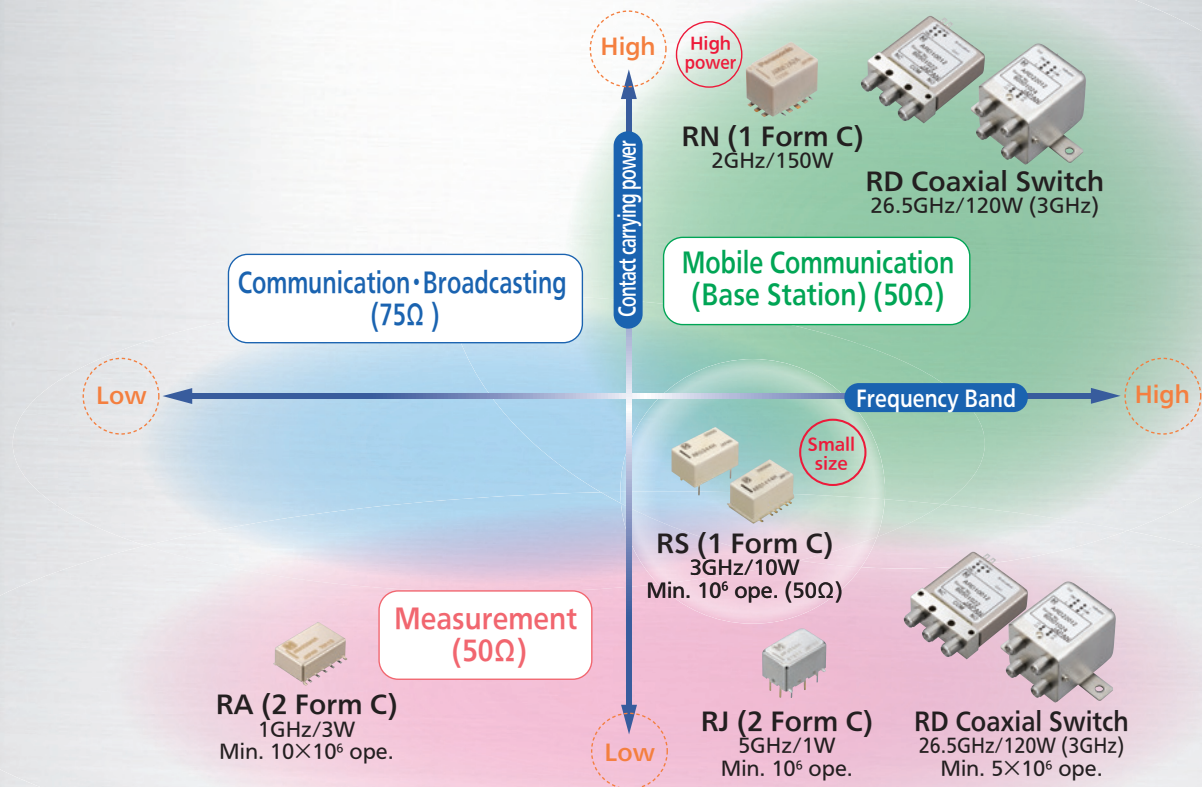 High
High
power
Panasonic
RN (1 Form C)
2GHz/150W
RD Coaxial Switch
26.5GHz/120W (3GHz)
Contact carrying power
Communication・Broadcasting
(75Ω )
Mobile Communication
(Base Station) (50Ω)
Low
Frequency Band
High
Small
size
RS (1 Form C)
3GHz/10W
Min. 10⁶ ope. (50Ω)
Measurement
(50Ω)
RA (2 Form C)
1GHz/3W
Min. 10×10⁶ ope.
Low
RJ (2 Form C)
5GHz/1W
Min. 10⁶ ope.
RD Coaxial Switch
26.5GHz/120W (3GHz)
Min. 5×10⁶ ope.